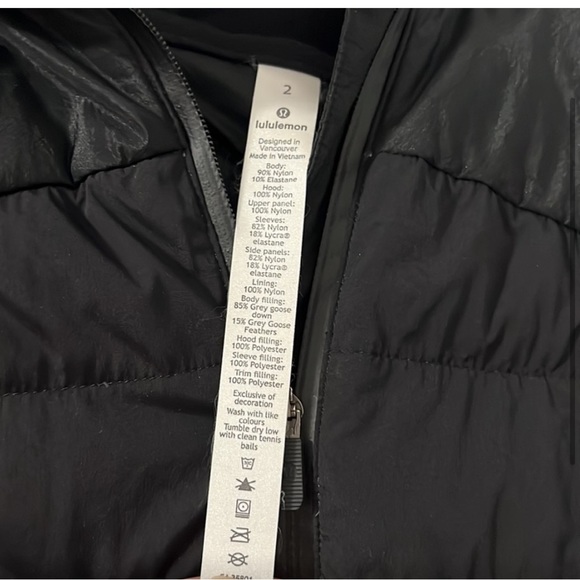 2
lululemon
Designed in
Vancouver
Made in Vietnam
Body:
90% Nylon
10% Elastane
Hood:
100% Nylon
Upper panel:
100% Nylon
Sleeves:
82% Nylon
18% Lycra®
elastane
Side panels:
82% Nylon
18% Lycra®
elastane
Lining:
100% Nylon
Body filling:
85% Grey goose
down
15% Grey Goose
Feathers
Hood filling:
100% Polyester
Sleeve filling:
100% Polyester
Trim filling:
100% Polyester
Exclusive of
decoration
Wash with like
colours
Tumble dry low
with clean tennis
balls